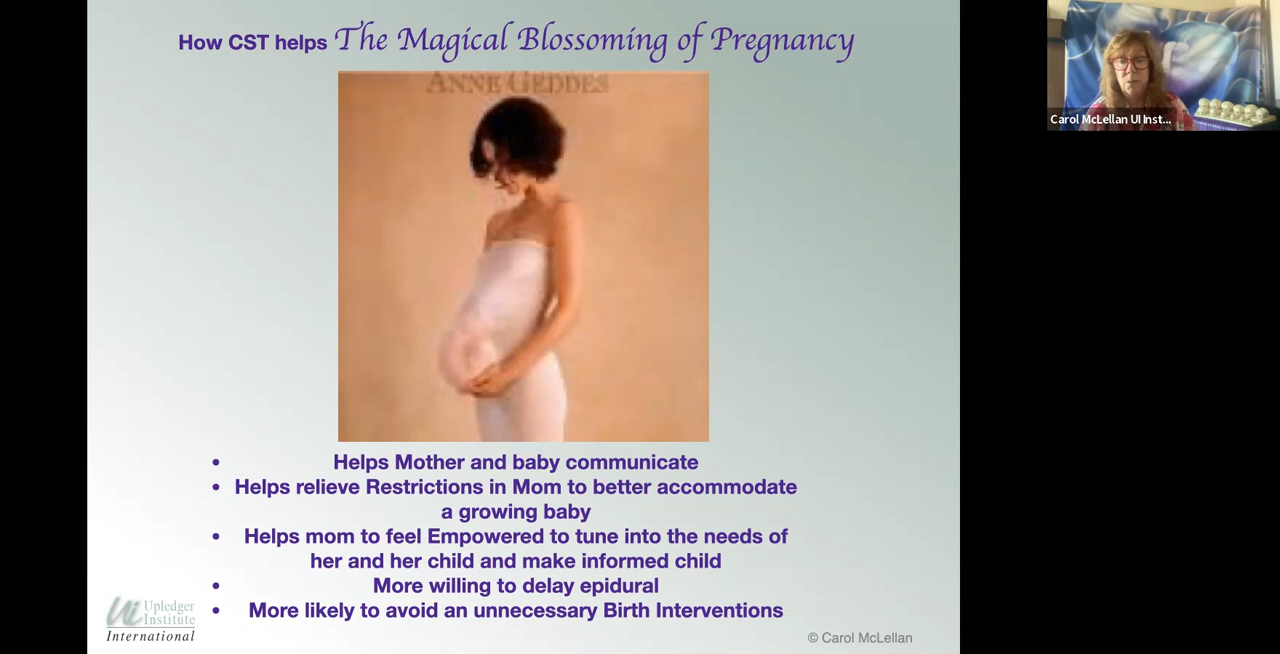 How CST helps The Magical Blossoming of Pregnancy
ANNE GEDDES
Carol McLellan UI Inst...
• Helps Mother and baby communicate
• Helps relieve Restrictions in Mom to better accommodate
a growing baby
• Helps mom to feel Empowered to tune into the needs of
her and her child and make informed child
• More willing to delay epidural
• More likely to avoid an unnecessary Birth Interventions
Ui Upledger
Institute
International
© Carol McLellan